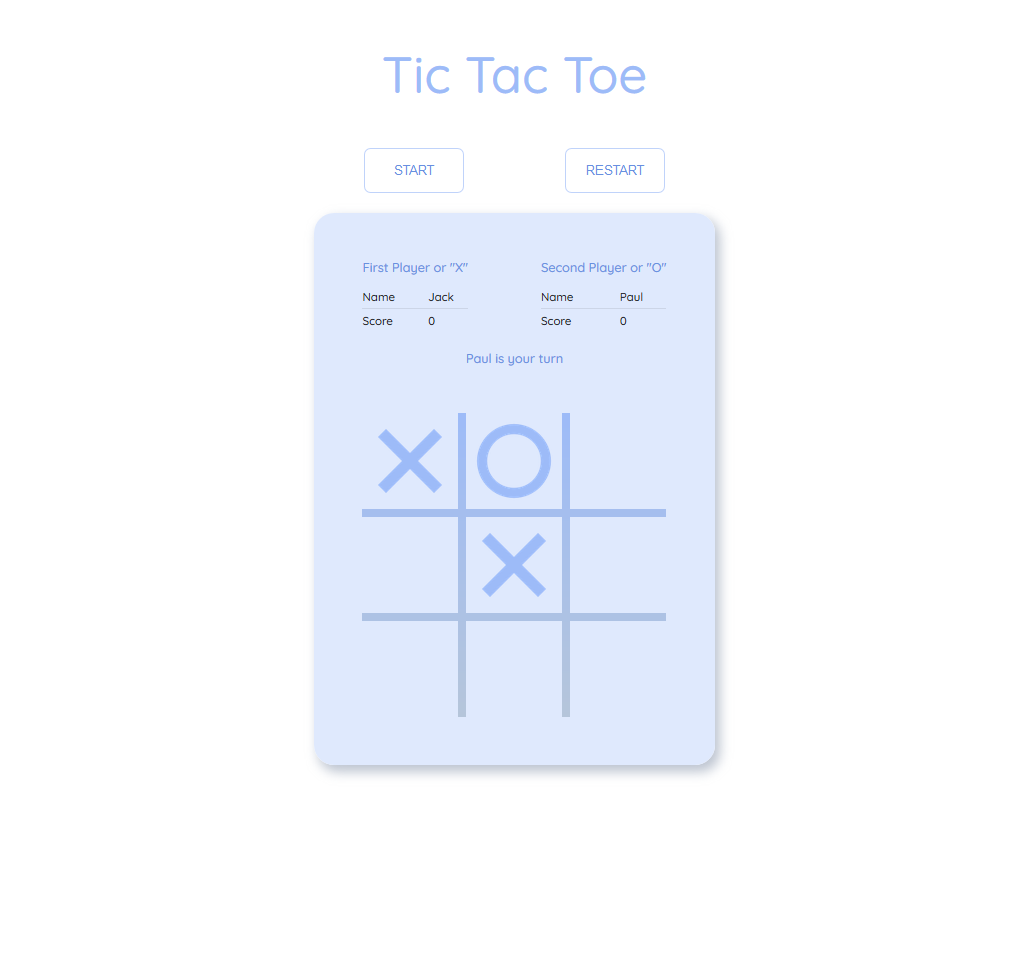 Tic Tac Toe
START RESTART
First Player or "X" Second Player or "O"
Name Jack Name Paul
Score 0 Score 0
Paul is your turn